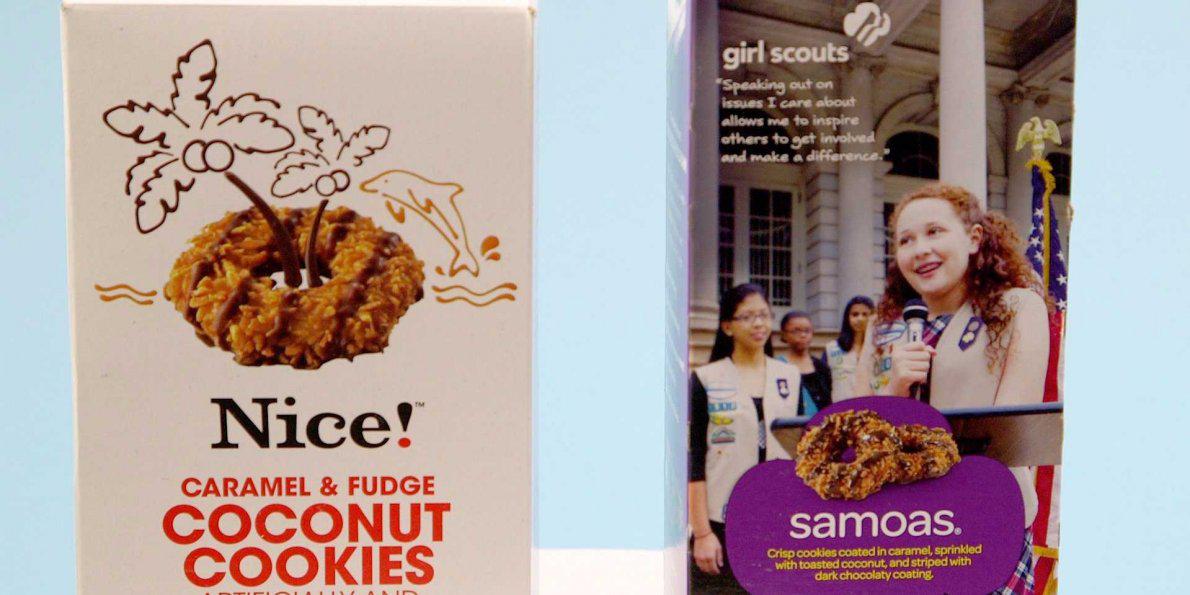 Nice!™
CARAMEL & FUDGE
COCONUT
COOKIES
ARTIFICIALLY AND
girl scouts
"Speaking out on
issues I care about
allows me to inspire
others to get involved
and make a difference."
samoas®
Crisp cookies coated in caramel, sprinkled
with toasted coconut, and striped with
dark chocolaty coating.